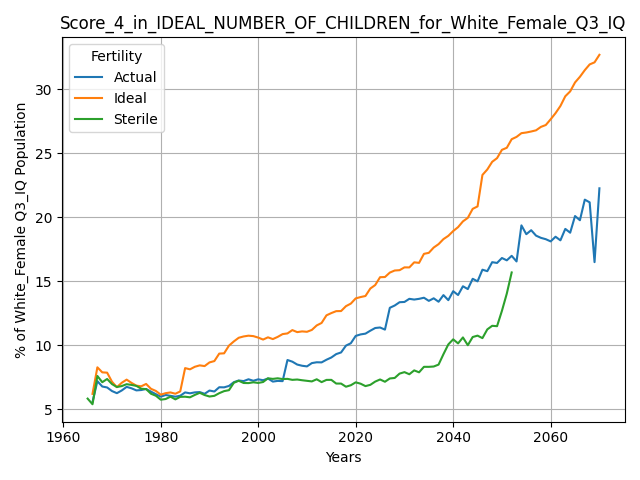 Score_4_in_IDEAL_NUMBER_OF_CHILDREN_for_White_Female_Q3_IQ
Fertility
Actual
Ideal
Sterile
% of White_Female Q3_IQ Population
30
25
20
15
10
5
1960 1980 2000 2020 2040 2060
Years